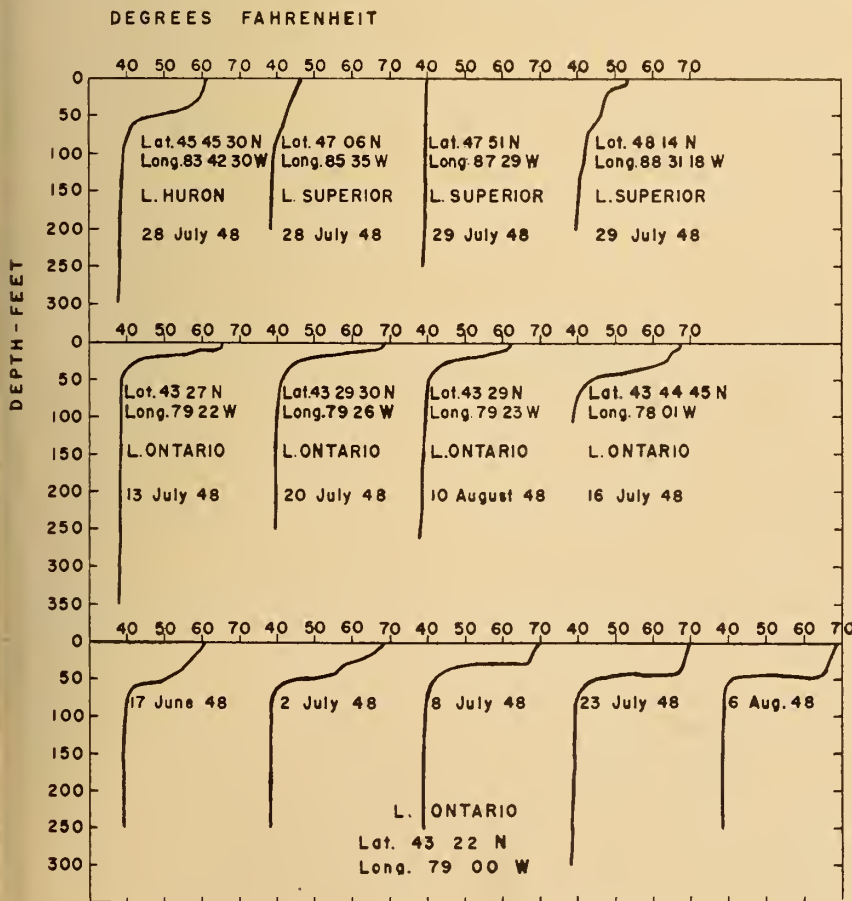 DEGREES FAHRENHEIT
40 50 60 70 40 50 60 70 40 50 60 70 40 50 60 70
0
50
100
150
200
250
300
Lat. 45 45 30 N
Long. 83 42 30 W
L. HURON
28 July 48
Lat. 47 06 N
Long. 85 35 W
L. SUPERIOR
28 July 48
Lat. 47 51 N
Long. 87 29 W
L. SUPERIOR
29 July 48
Lat. 48 14 N
Long. 88 31 18 W
L. SUPERIOR
29 July 48
DEPTH-FEET
40 50 60 70 40 50 60 70 40 50 60 70 40 50 60 70
0
50
100
150
200
250
300
350
Lat. 43 27 N
Long. 79 22 W
L. ONTARIO
13 July 48
Lat. 43 29 30 N
Long. 79 26 W
L. ONTARIO
20 July 48
Lat. 43 29 N
Long. 79 23 W
L. ONTARIO
10 August 48
Lat. 43 44 45 N
Long. 78 01 W
L. ONTARIO
16 July 48
40 50 60 70 40 50 60 70 40 50 60 70 40 50 60 70 40 50 60 70
0
50
100
150
200
250
300
17 June 48
2 July 48
8 July 48
23 July 48
6 Aug. 48
L. ONTARIO
Lat. 43 22 N
Long. 79 00 W